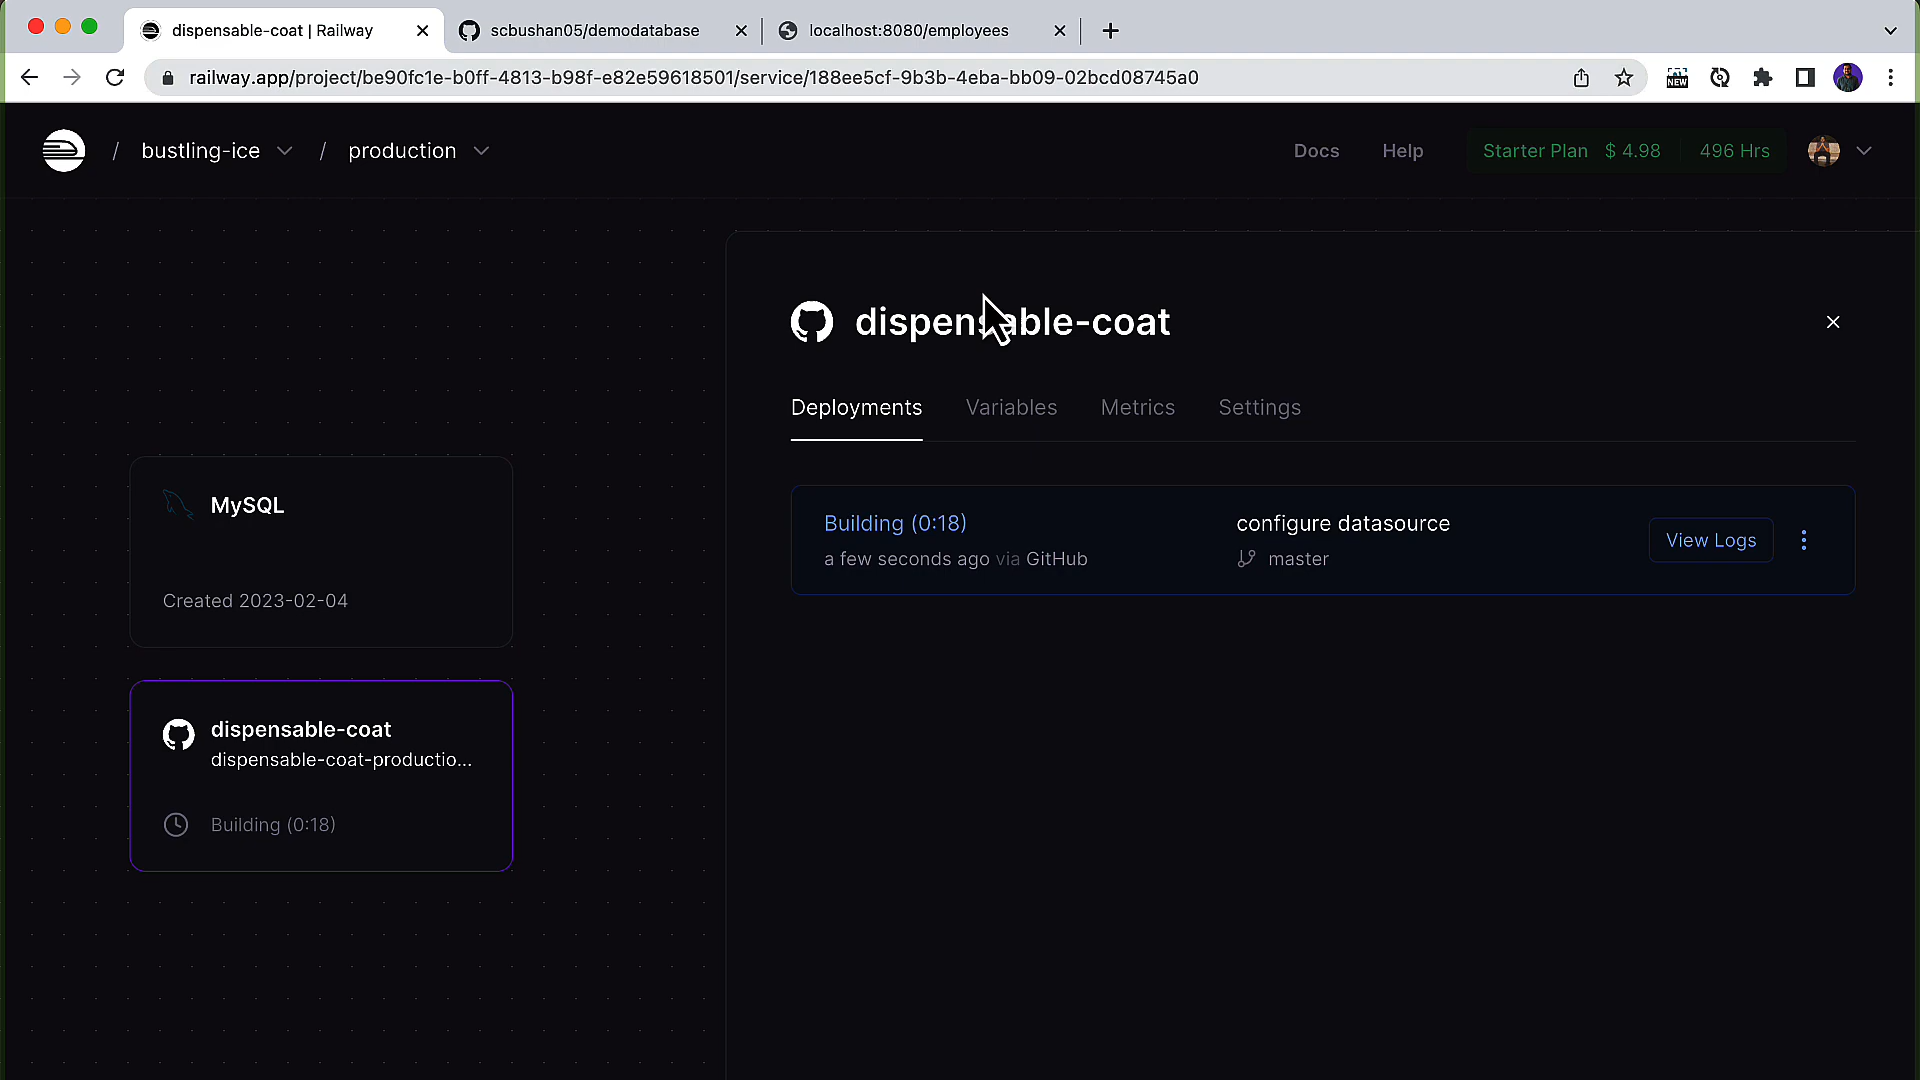 dispensable-coat | Railway
scbushan05/demodatabase
localhost:8080/employees
railway.app/project/be90fc1e-b0ff-4813-b98f-e82e59618501/service/188ee5cf-9b3b-4eba-bb09-02bcd08745a0
NEW
/ bustling-ice / production
Docs
Help
Starter Plan $ 4.98 496 Hrs
dispensable-coat
Deployments
Variables
Metrics
Settings
Building (0:18)
a few seconds ago via GitHub
configure datasource
master
View Logs
MySQL
Created 2023-02-04
dispensable-coat
dispensable-coat-productio...
Building (0:18)